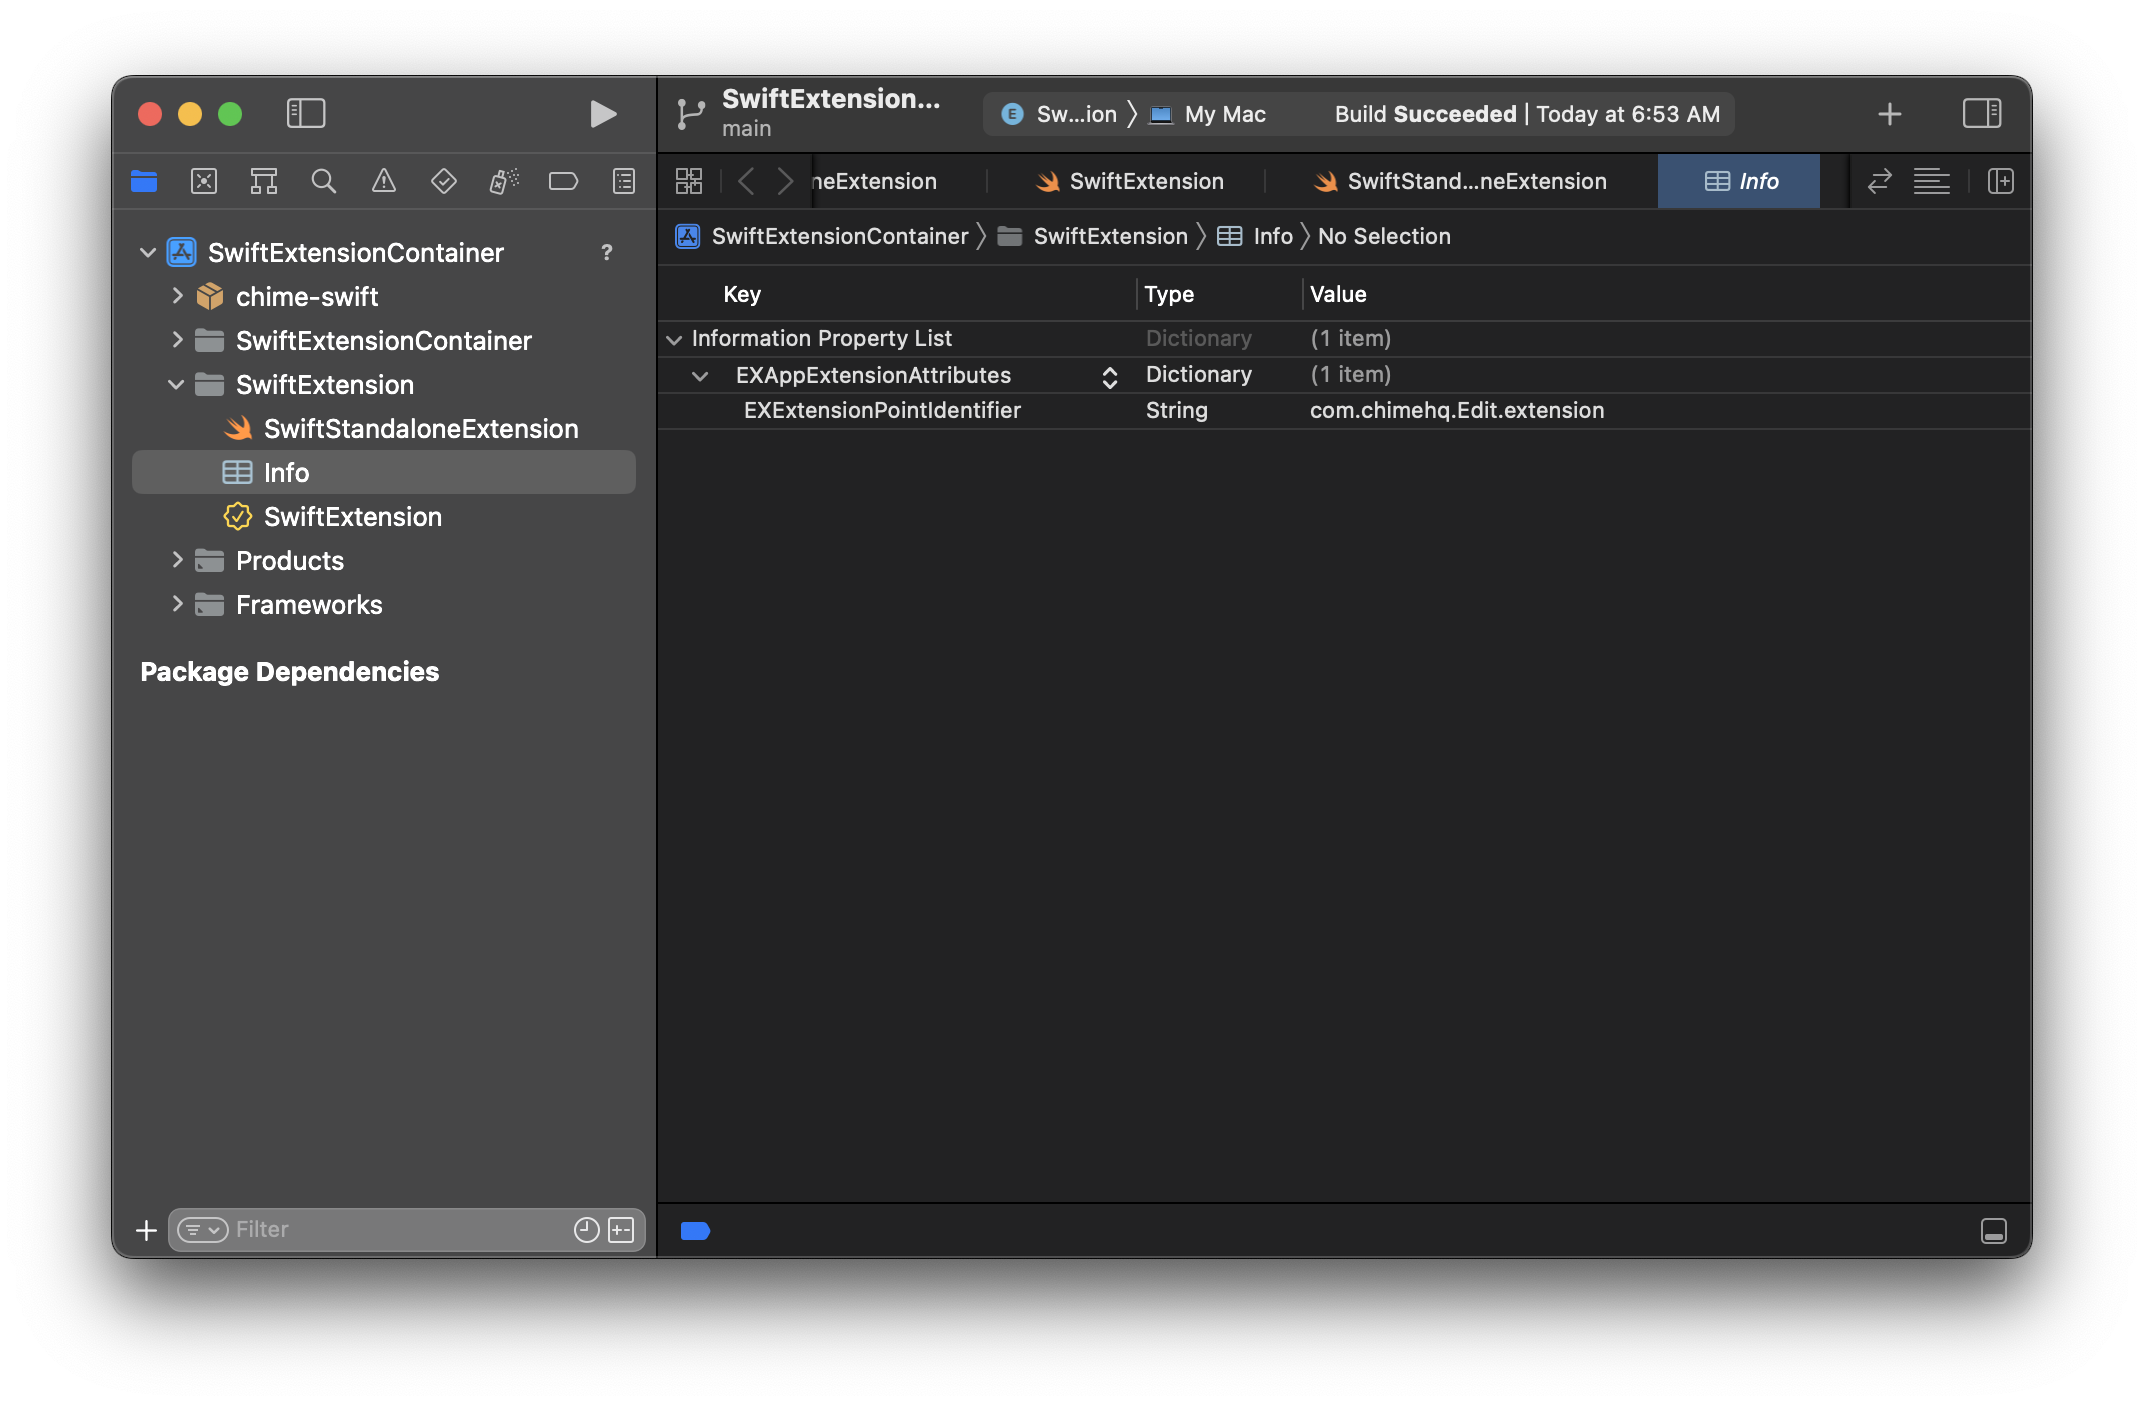 SwiftExtension...
main
E Sw...ion My Mac Build Succeeded | Today at 6:53 AM
neExtension SwiftExtension SwiftStand...neExtension Info
SwiftExtensionContainer SwiftExtension Info No Selection
SwiftExtensionContainer ?
chime-swift
SwiftExtensionContainer
SwiftExtension
SwiftStandaloneExtension
Info
SwiftExtension
Products
Frameworks
Package Dependencies
Filter
Key Type Value
Information Property List Dictionary (1 item)
EXAppExtensionAttributes Dictionary (1 item)
EXExtensionPointIdentifier String com.chimehq.Edit.extension